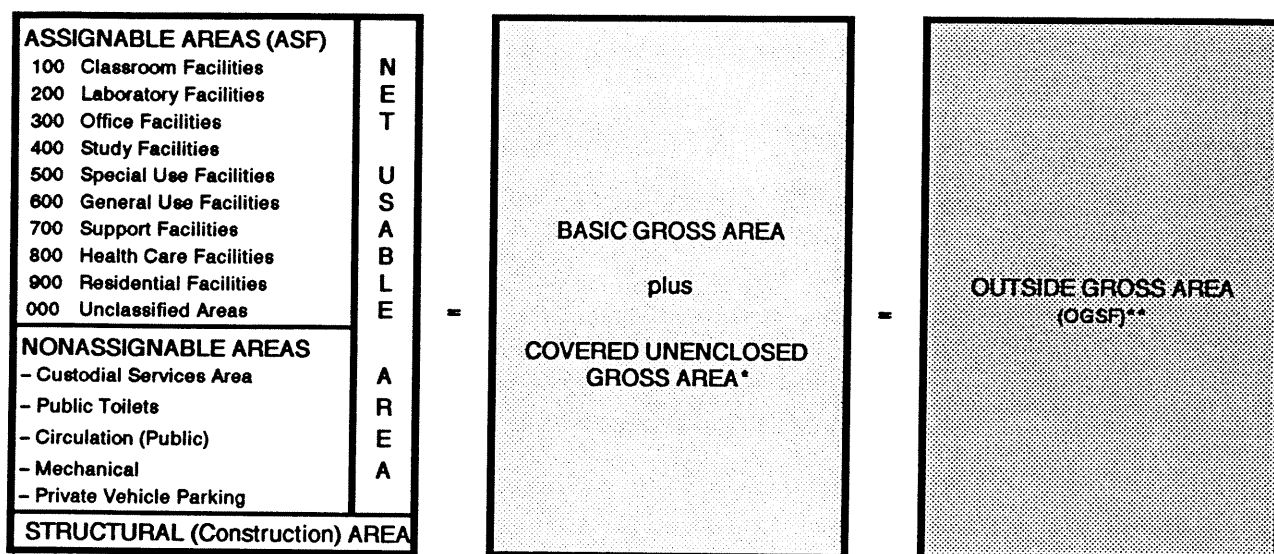 ASSIGNABLE AREAS (ASF)
100 Classroom Facilities
200 Laboratory Facilities
300 Office Facilities
400 Study Facilities
500 Special Use Facilities
600 General Use Facilities
700 Support Facilities
800 Health Care Facilities
900 Residential Facilities
000 Unclassified Areas
NONASSIGNABLE AREAS
– Custodial Services Area
– Public Toilets
– Circulation (Public)
– Mechanical
– Private Vehicle Parking
STRUCTURAL (Construction) AREA
N
E
T
U
S
A
B
L
E
A
R
E
A
=
BASIC GROSS AREA
plus
COVERED UNENCLOSED
GROSS AREA*
=
OUTSIDE GROSS AREA
(OGSF)**